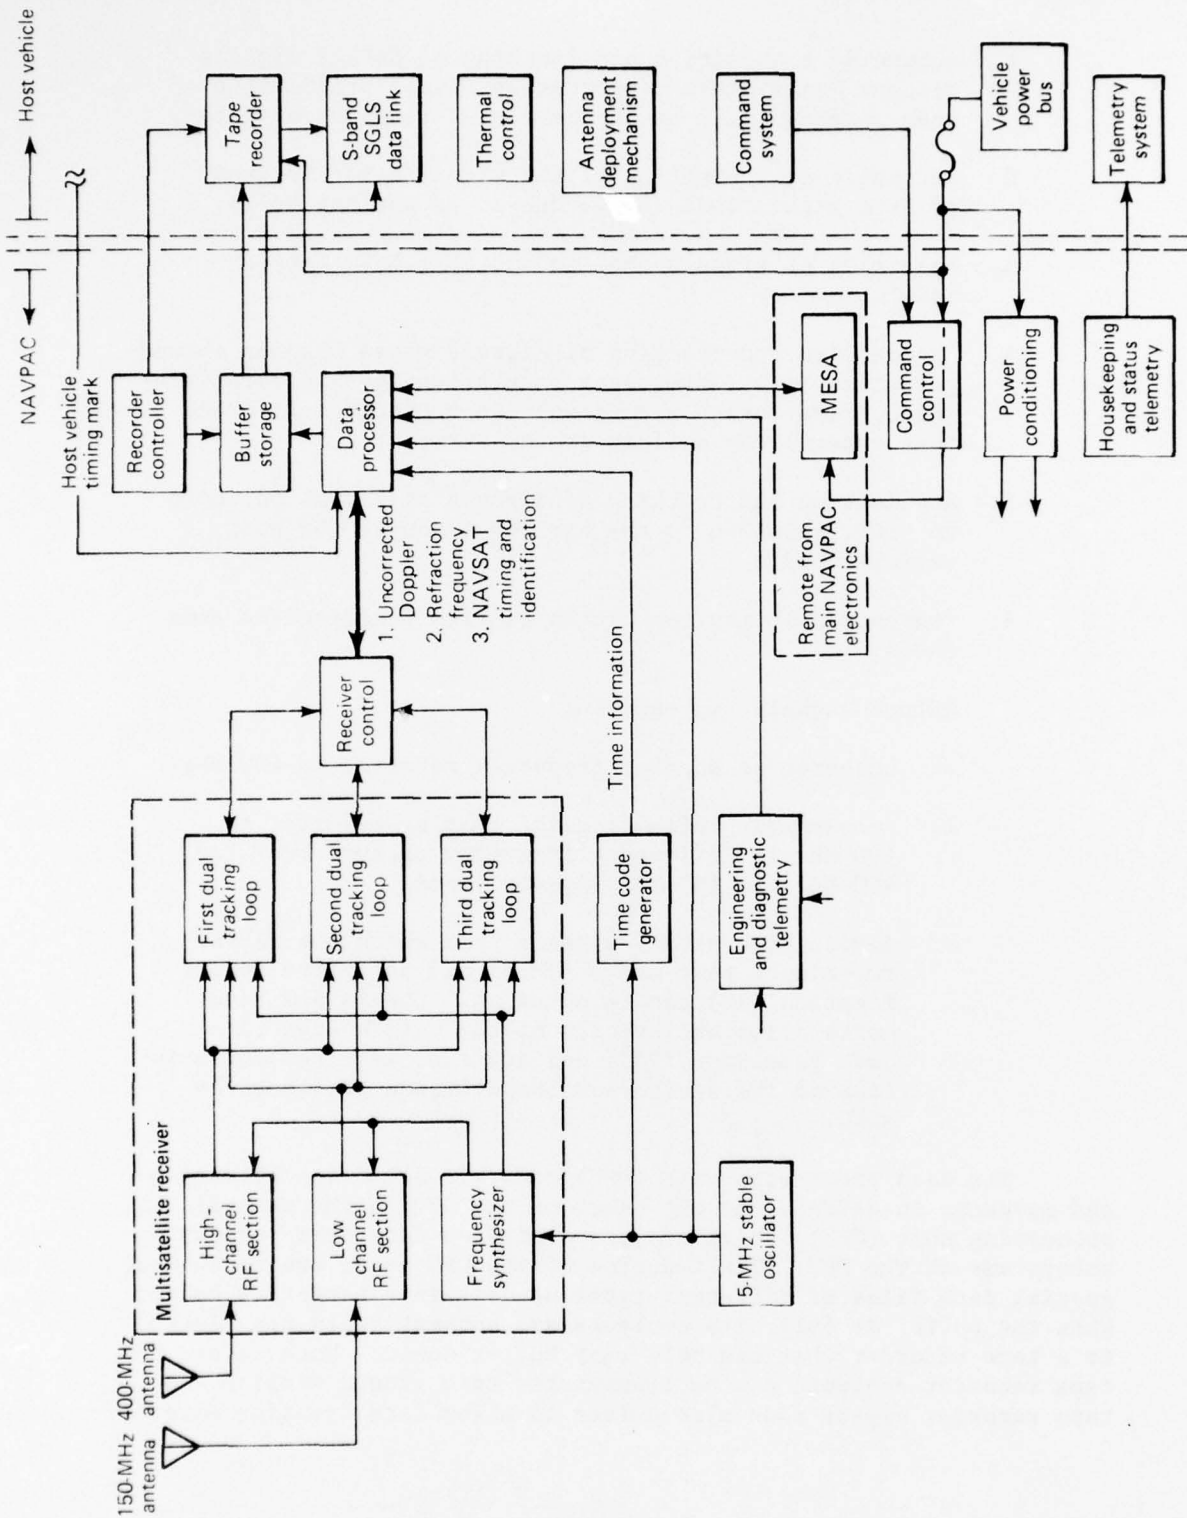 NAVPAC
Host vehicle
150-MHz
antenna
400-MHz
antenna
Multisatellite receiver
High-
channel
RF section
Low
channel
RF section
Frequency
synthesizer
5-MHz stable
oscillator
First dual
tracking
loop
Second dual
tracking
loop
Third dual
tracking
loop
Time code
generator
Engineering
and diagnostic
telemetry
Receiver
control
Time information
1. Uncorrected
Doppler
2. Refraction
frequency
3. NAVSAT
timing and
identification
Host vehicle
timing mark
Recorder
controller
Buffer
storage
Data
processor
Remote from
main NAVPAC
electronics
MESA
Command
control
Power
conditioning
Housekeeping
and status
telemetry
Tape
recorder
S-band
SGLS
data link
Thermal
control
Antenna
deployment
mechanism
Command
system
Vehicle
power
bus
Telemetry
system